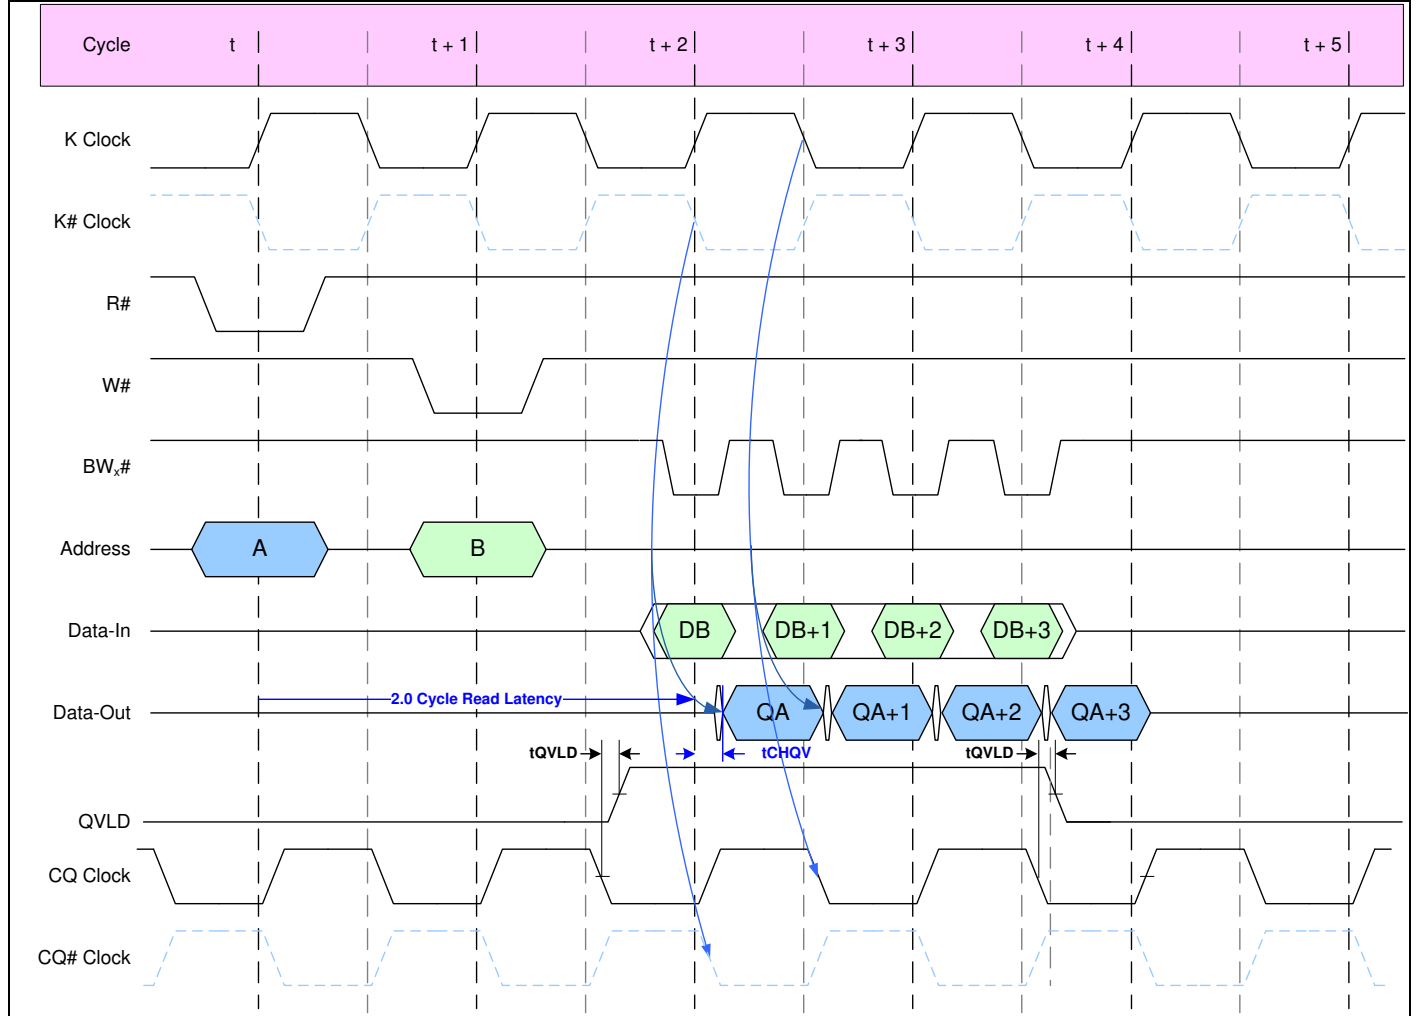 Cycle t t + 1 t + 2 t + 3 t + 4 t + 5
K Clock
K# Clock
R#
W#
BWx#
Address A B
Data-In DB DB+1 DB+2 DB+3
2.0 Cycle Read Latency
Data-Out QA QA+1 QA+2 QA+3
tQVLD tCHQV tQVLD
QVLD
CQ Clock
CQ# Clock